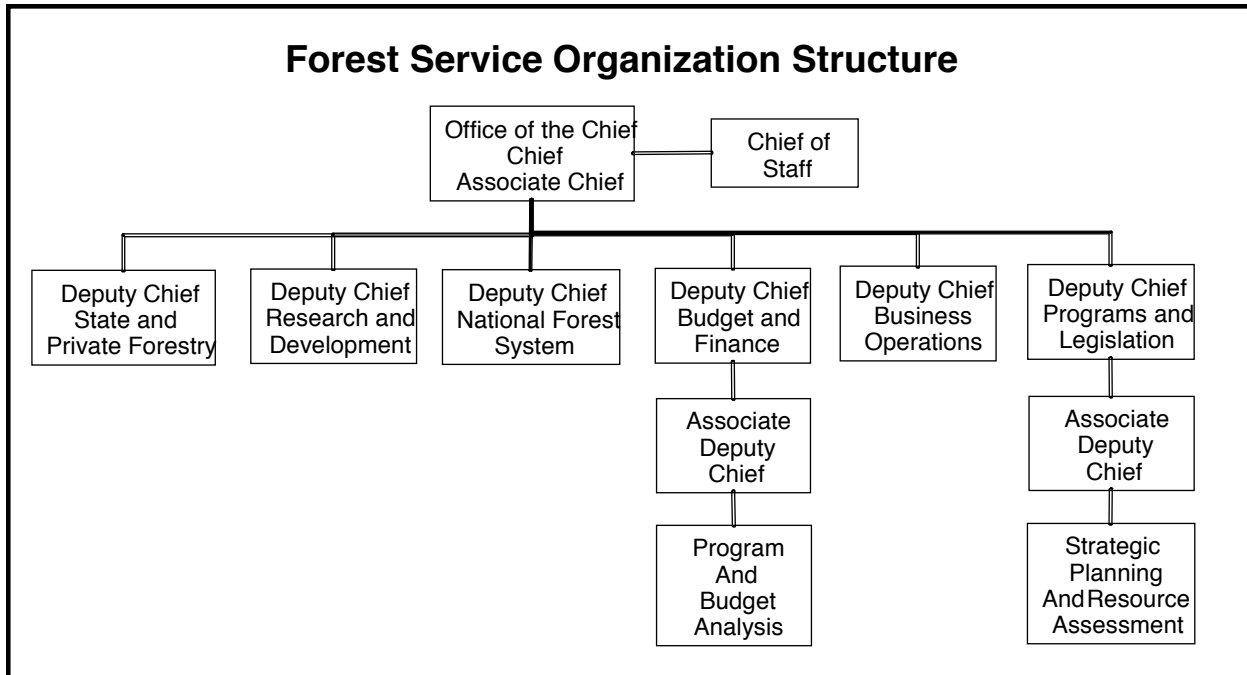 Forest Service Organization Structure
Office of the Chief
Chief
Associate Chief
Chief of
Staff
Deputy Chief
State and
Private Forestry
Deputy Chief
Research and
Development
Deputy Chief
National Forest
System
Deputy Chief
Budget and
Finance
Deputy Chief
Business
Operations
Deputy Chief
Programs and
Legislation
Associate
Deputy
Chief
Associate
Deputy
Chief
Program
And
Budget
Analysis
Strategic
Planning
And Resource
Assessment